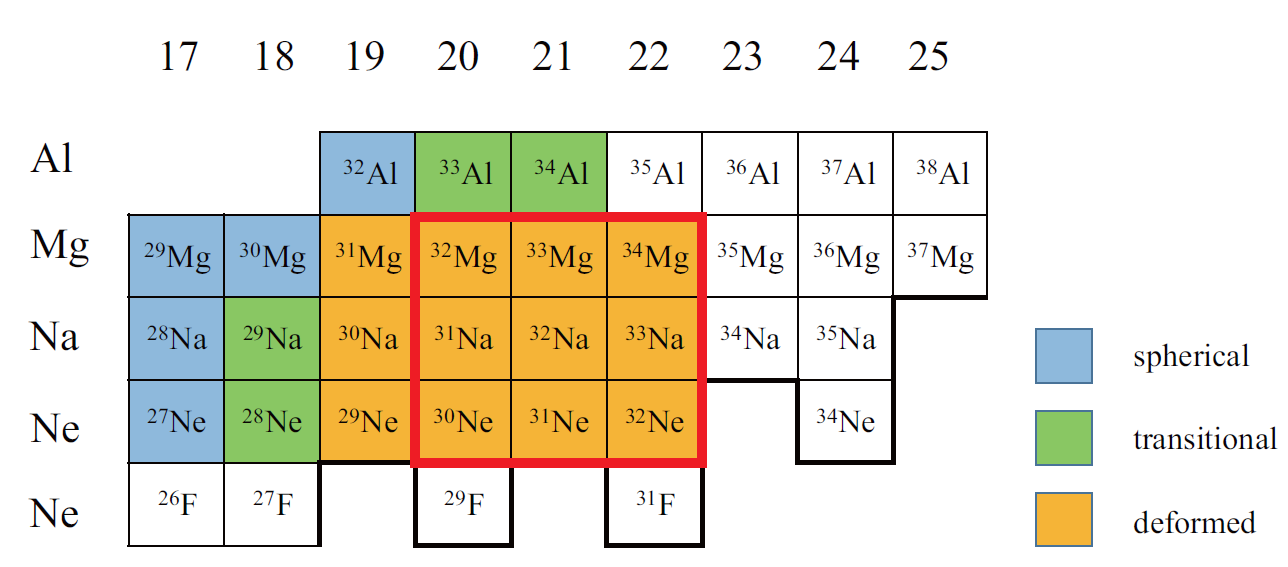 17 18 19 20 21 22 23 24 25
Al ³²Al ³³Al ³⁴Al ³⁵Al ³⁶Al ³⁷Al ³⁸Al
Mg ²⁹Mg ³⁰Mg ³¹Mg ³²Mg ³³Mg ³⁴Mg ³⁵Mg ³⁶Mg ³⁷Mg
Na ²⁸Na ²⁹Na ³⁰Na ³¹Na ³²Na ³³Na ³⁴Na ³⁵Na
spherical
Ne ²⁷Ne ²⁸Ne ²⁹Ne ³⁰Ne ³¹Ne ³²Ne ³⁴Ne
transitional
Ne ²⁶F ²⁷F ²⁹F ³¹F
deformed